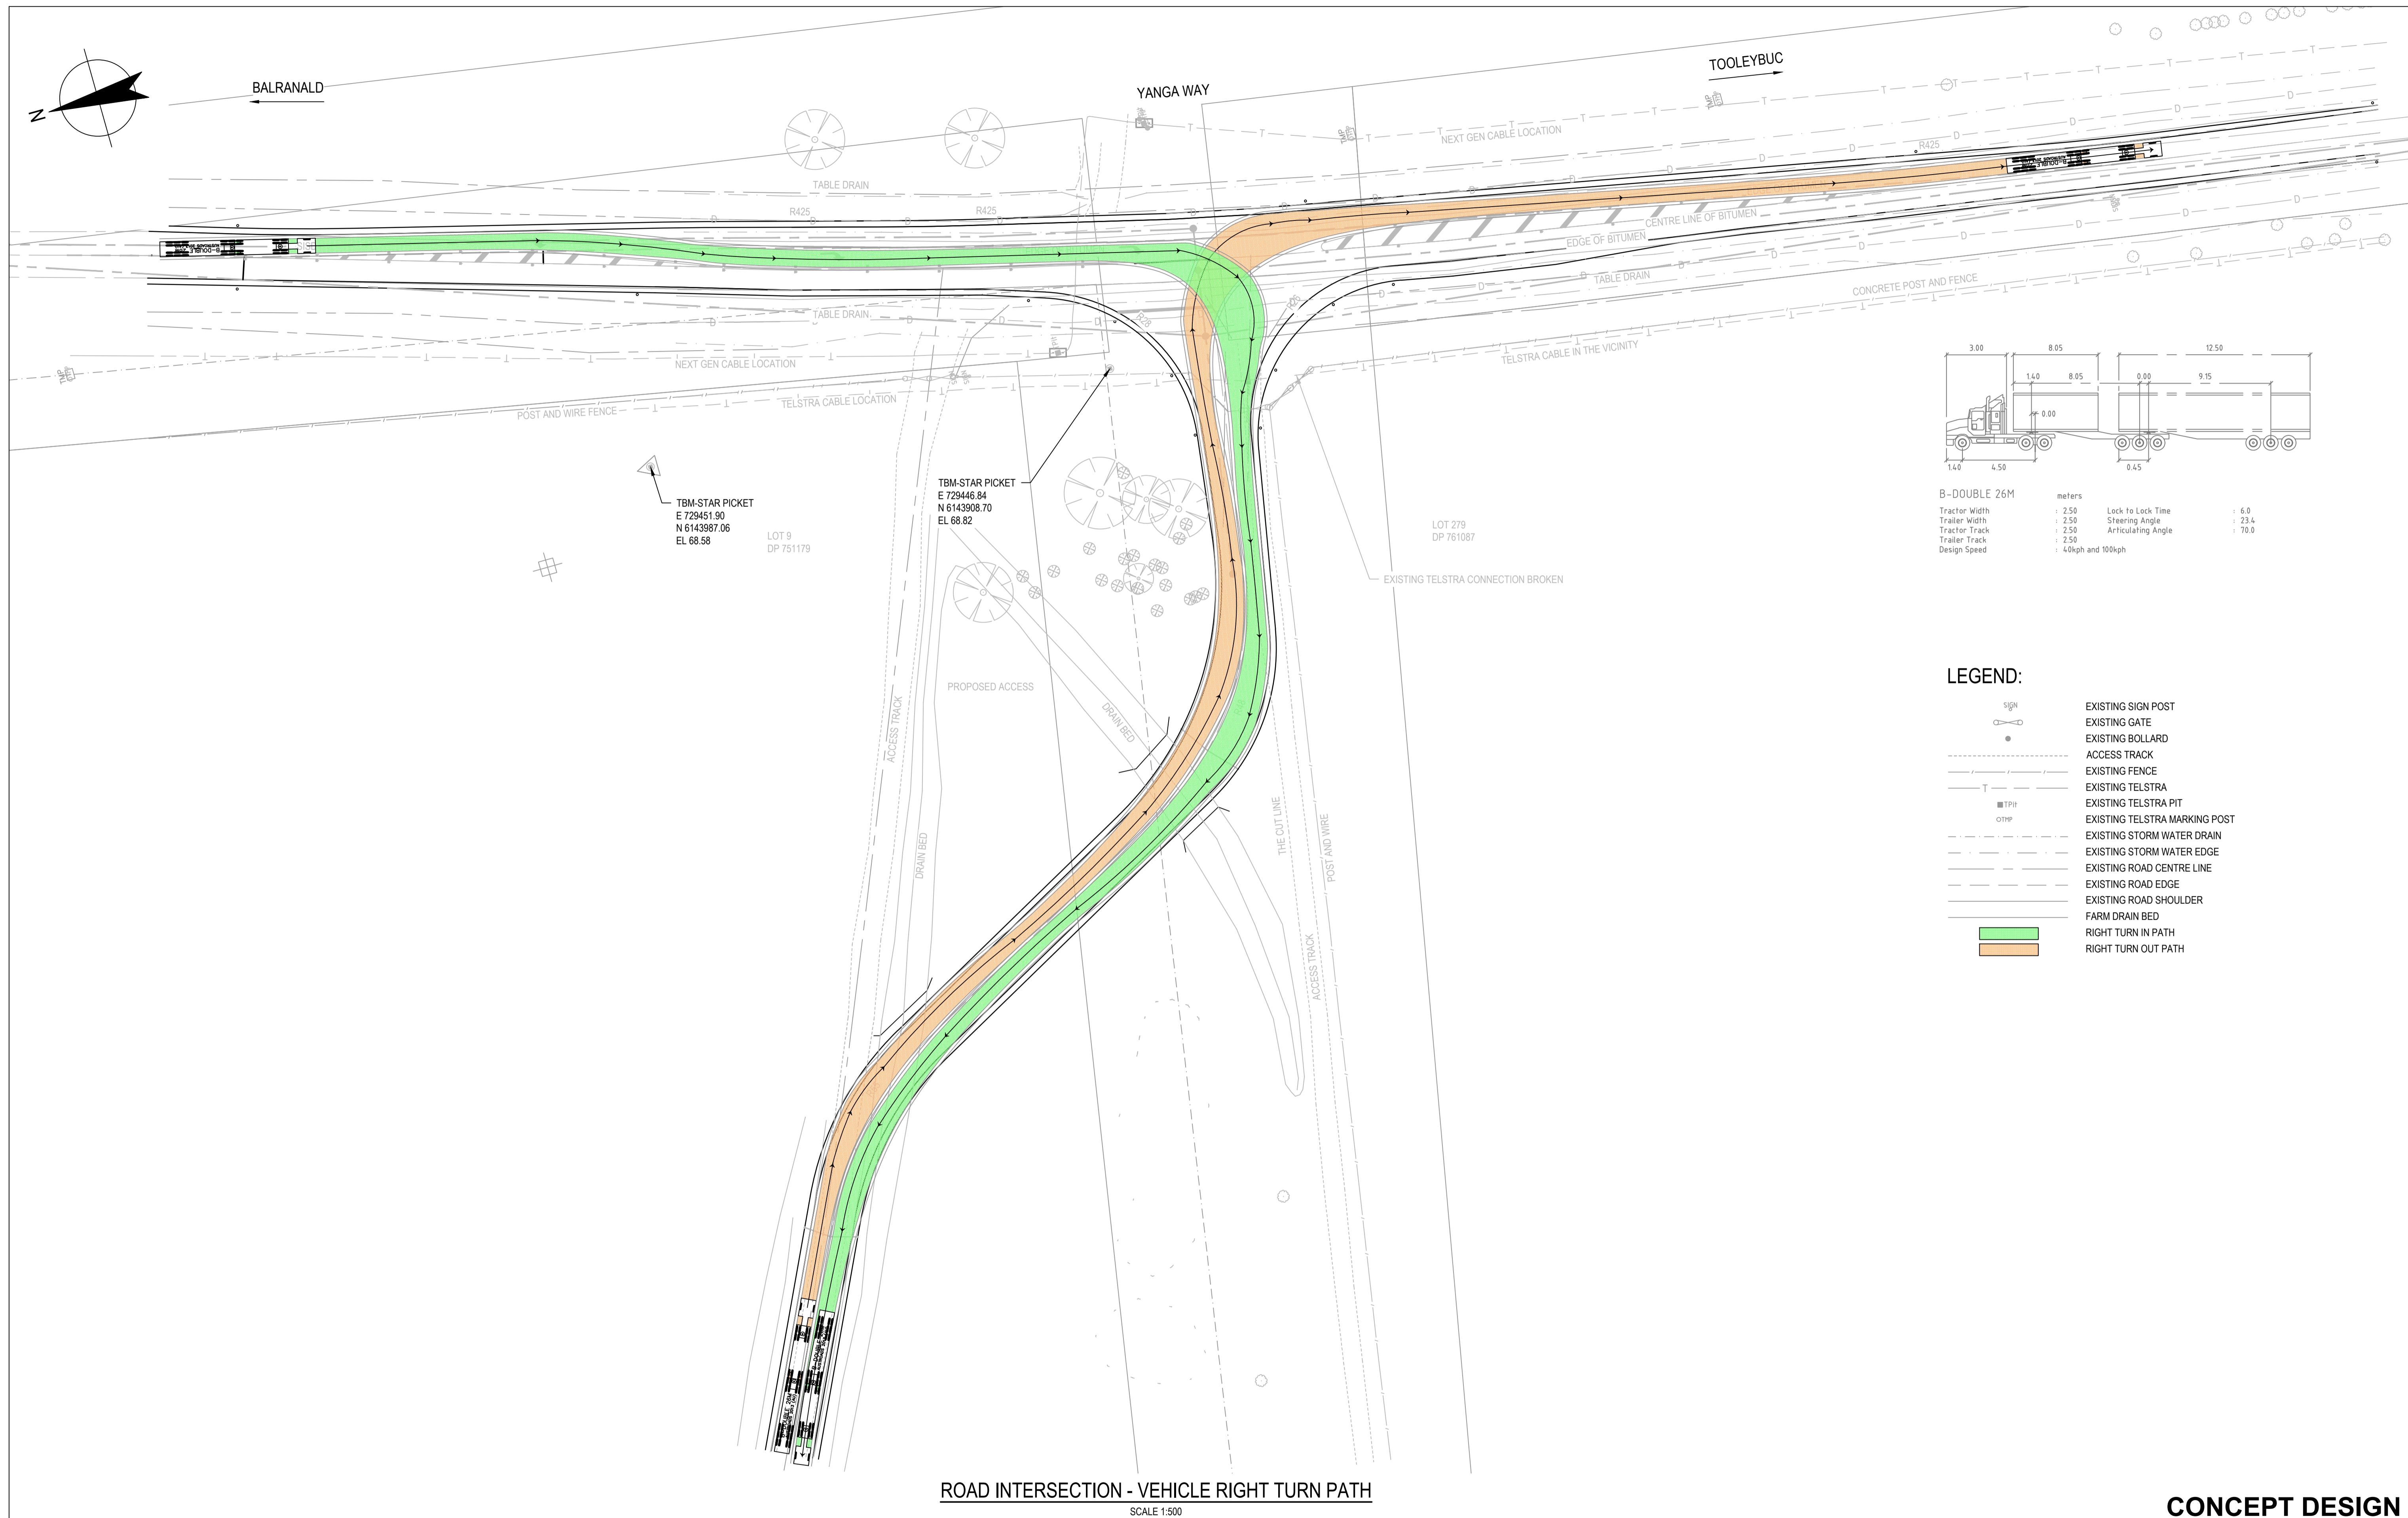 BALRANALD
YANGA WAY
TOOLEYBUC
N
NEXT GEN CABLE LOCATION
TABLE DRAIN
R425
R425
R425
CENTRE LINE OF BITUMEN
EDGE OF BITUMEN
TABLE DRAIN
CONCRETE POST AND FENCE
TABLE DRAIN
NEXT GEN CABLE LOCATION
TELSTRA CABLE IN THE VICINITY
POST AND WIRE FENCE
TELSTRA CABLE LOCATION
TBM-STAR PICKET
E 729451.90
N 6143987.06
EL 68.58
TBM-STAR PICKET
E 729446.84
N 6143908.70
EL 68.82
LOT 9
DP 751179
LOT 279
DP 761087
EXISTING TELSTRA CONNECTION BROKEN
PROPOSED ACCESS
DRAIN BED
ACCESS TRACK
DRAIN BED
THE CUT LINE
POST AND WIRE
ACCESS TRACK
3.00 8.05 12.50
1.40 8.05 0.00 9.15
0.00
1.40 4.50 0.45
B-DOUBLE 26M meters
Tractor Width : 2.50 Lock to Lock Time : 6.0
Trailer Width : 2.50 Steering Angle : 23.4
Tractor Track : 2.50 Articulating Angle : 70.0
Trailer Track : 2.50
Design Speed : 40kph and 100kph
LEGEND:
SIGN EXISTING SIGN POST
EXISTING GATE
EXISTING BOLLARD
ACCESS TRACK
EXISTING FENCE
T EXISTING TELSTRA
TPit EXISTING TELSTRA PIT
TMP EXISTING TELSTRA MARKING POST
EXISTING STORM WATER DRAIN
EXISTING STORM WATER EDGE
EXISTING ROAD CENTRE LINE
EXISTING ROAD EDGE
EXISTING ROAD SHOULDER
FARM DRAIN BED
RIGHT TURN IN PATH
RIGHT TURN OUT PATH
ROAD INTERSECTION - VEHICLE RIGHT TURN PATH
SCALE 1:500
CONCEPT DESIGN